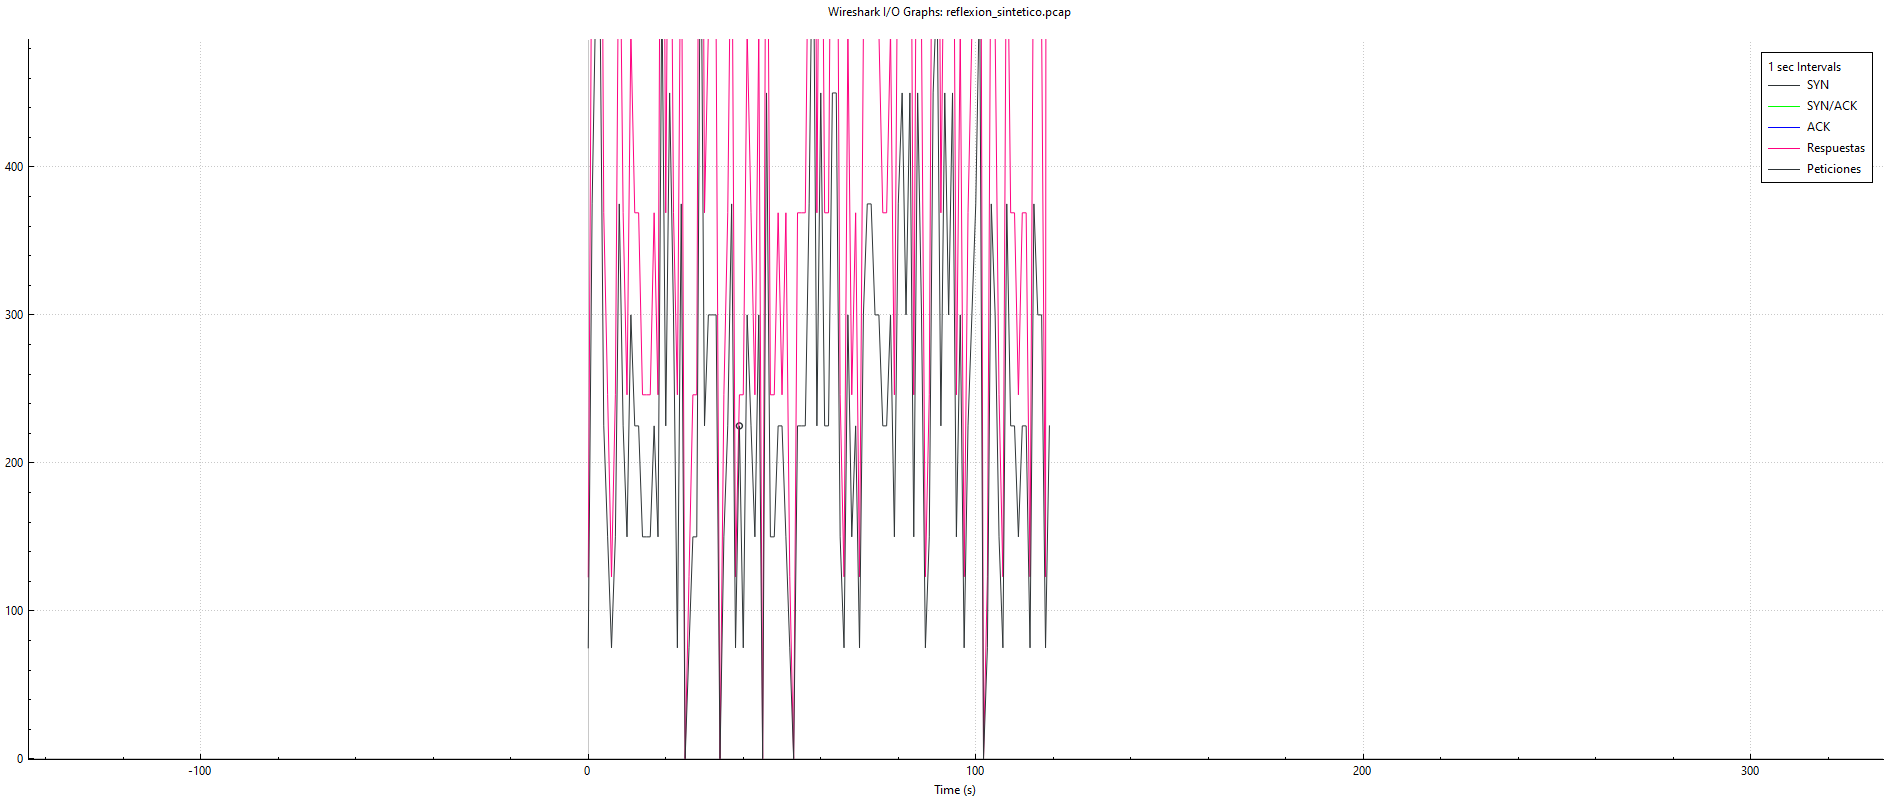 Wireshark I/O Graphs: reflexion_sintetico.pcap
1 sec Intervals
SYN
SYN/ACK
ACK
Respuestas
Peticiones
400
300
200
100
0
-100 0 100 200 300
Time (s)